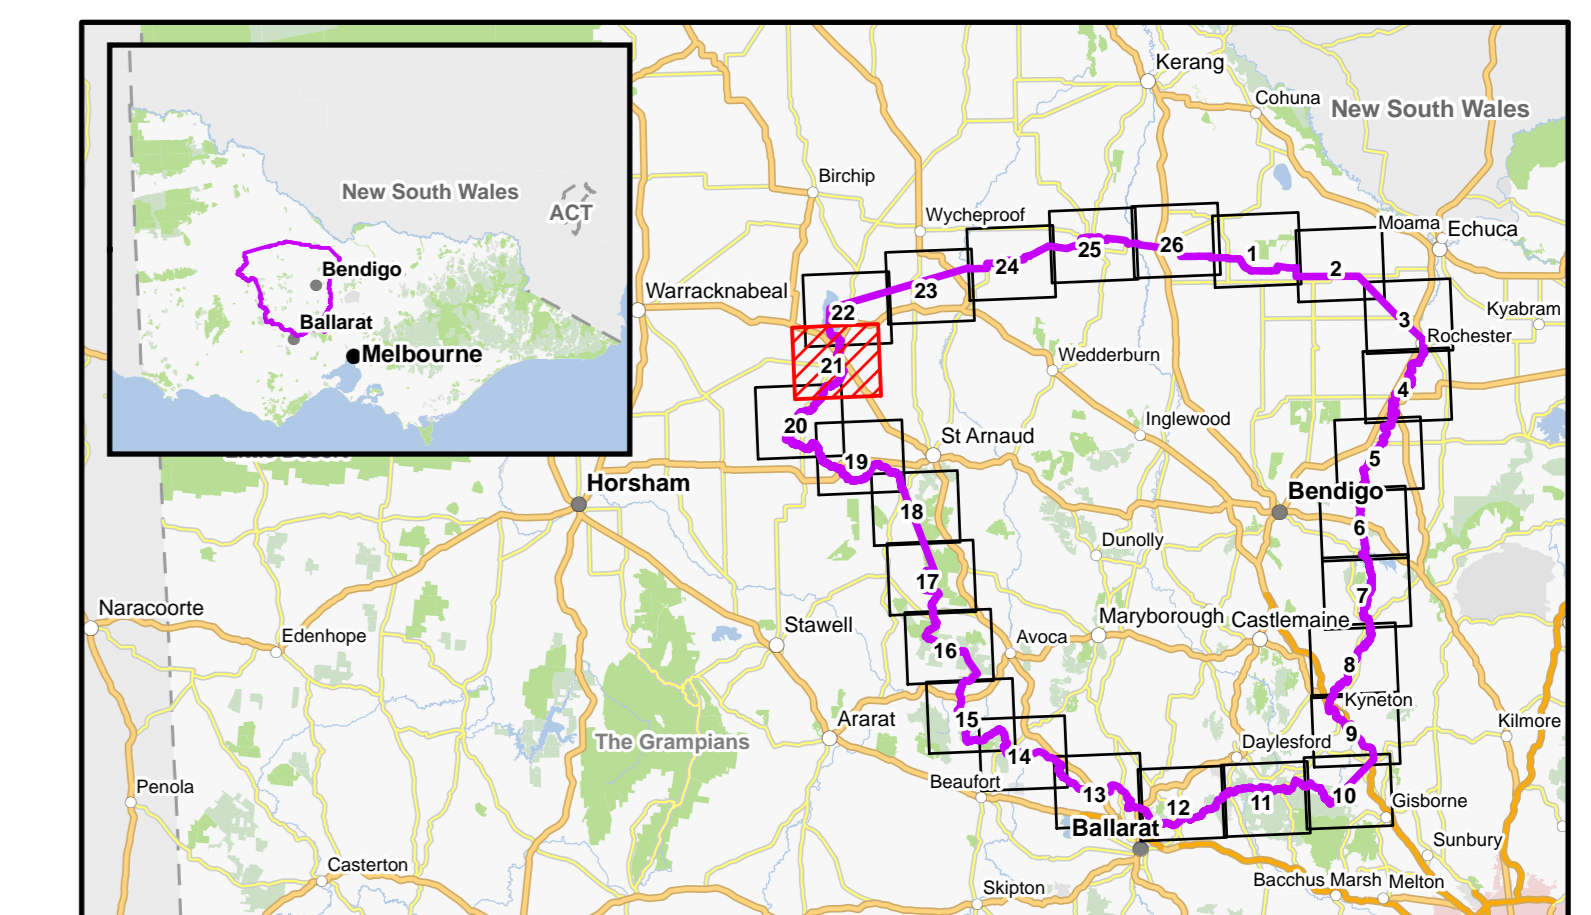 Kerang
Cohuna
New South Wales
New South Wales
ACT
Bendigo
Ballarat
Melbourne
Birchip
Wycheproof
Moama
Echuca
25
26
1
2
24
23
22
Warracknabeal
Kyabram
3
Rochester
Wedderburn
21
4
20
Inglewood
St Arnaud
19
5
Horsham
Bendigo
18
6
Dunolly
17
7
Naracoorte
Edenhope
Stawell
Maryborough
Castlemaine
Avoca
16
8
Kyneton
15
Ararat
Kilmore
The Grampians
9
Daylesford
14
Beaufort
Penola
13
12
11
10
Gisborne
Ballarat
Sunbury
Casterton
Skipton
Bacchus Marsh
Melton